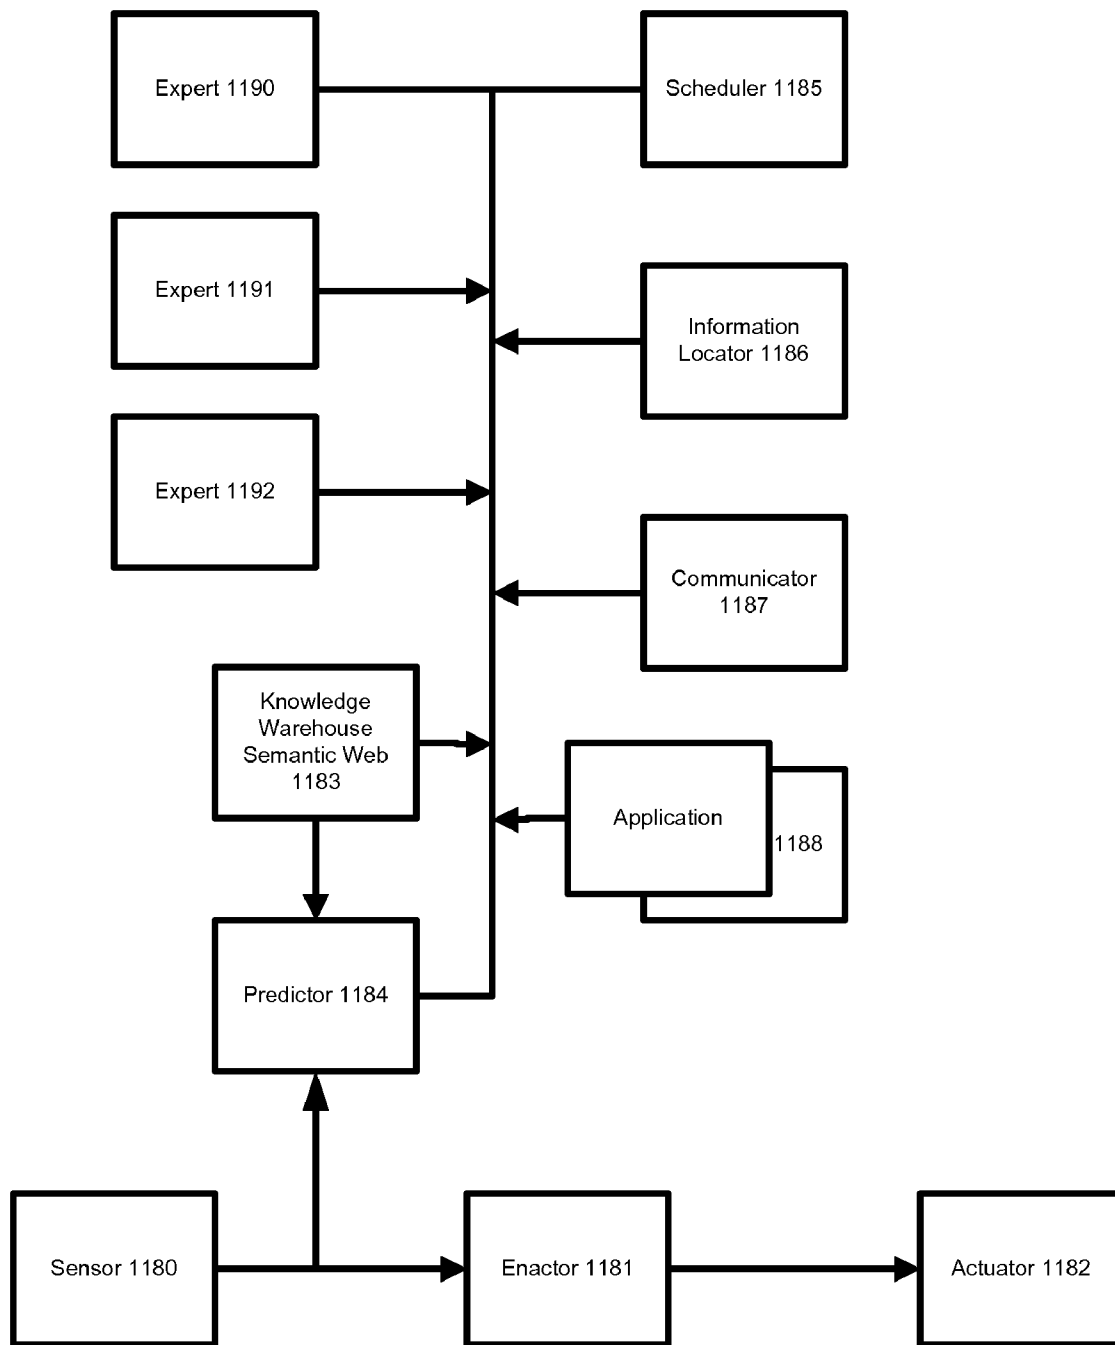 Expert 1190
Scheduler 1185
Expert 1191
Information
Locator 1186
Expert 1192
Communicator
1187
Knowledge
Warehouse
Semantic Web
1183
Application
1188
Predictor 1184
Sensor 1180
Enactor 1181
Actuator 1182